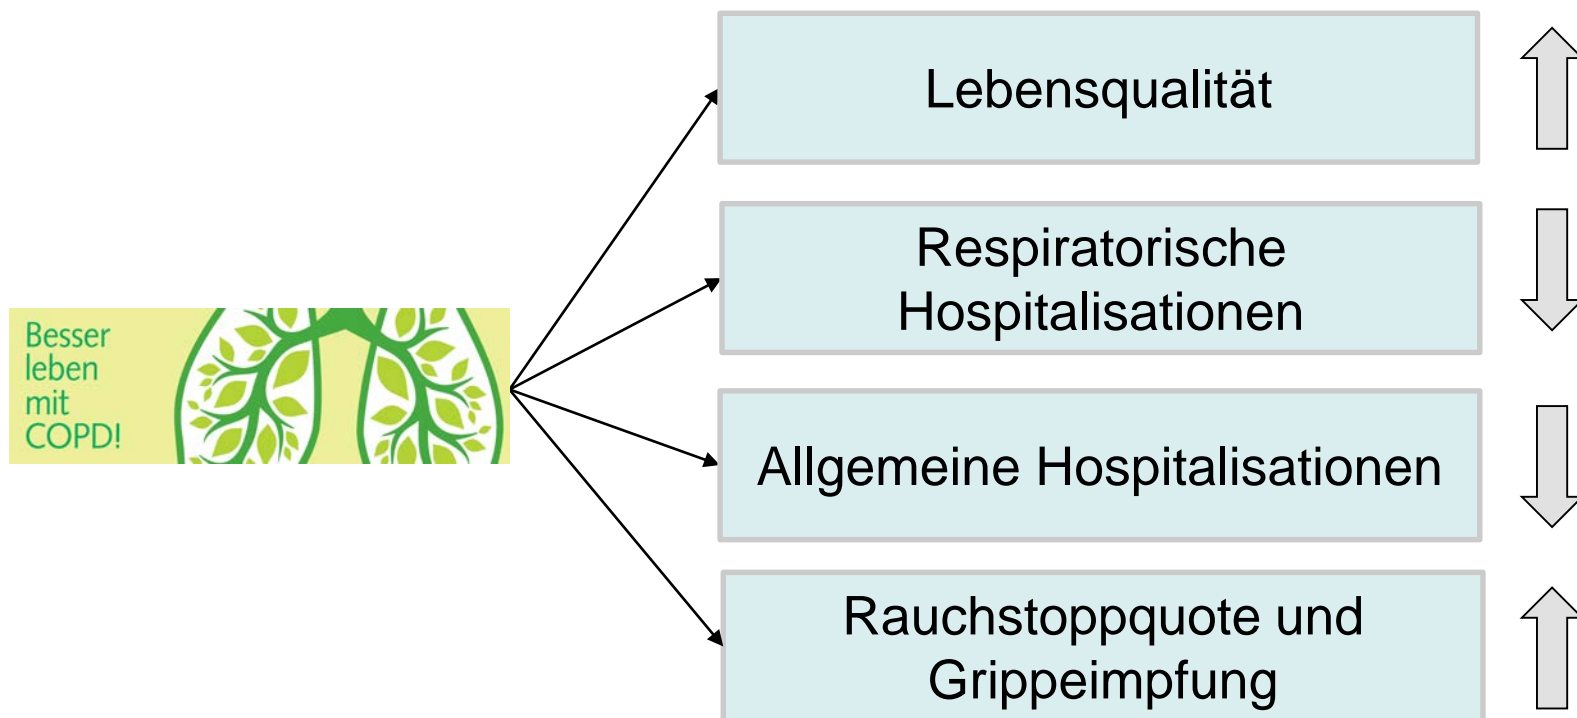 Besser
leben
mit
COPD!
Lebensqualität
Respiratorische
Hospitalisationen
Allgemeine Hospitalisationen
Rauchstoppquote und
Grippeimpfung